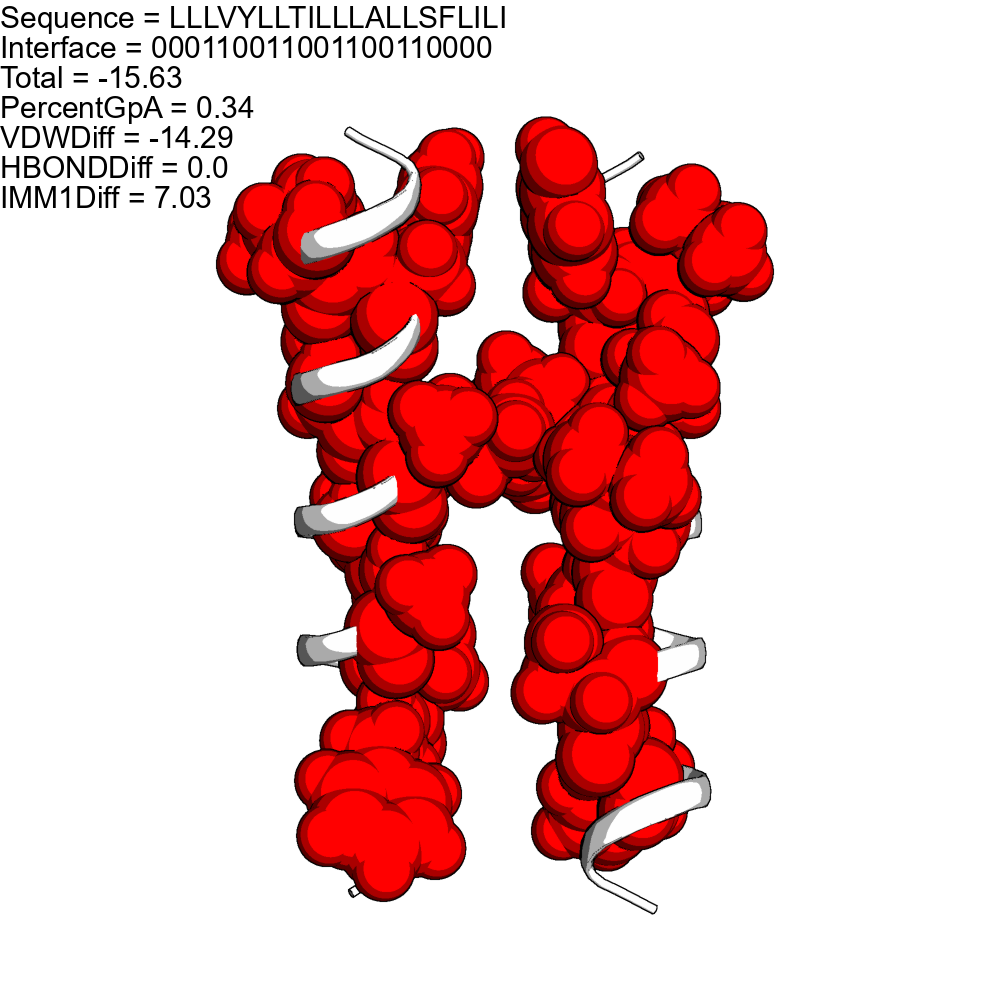 Sequence = LLLVYLLTILLLALLSFLILI
Interface = 000110011001100110000
Total = -15.63
PercentGpA = 0.34
VDWDiff = -14.29
HBONDDiff = 0.0
IMM1Diff = 7.03